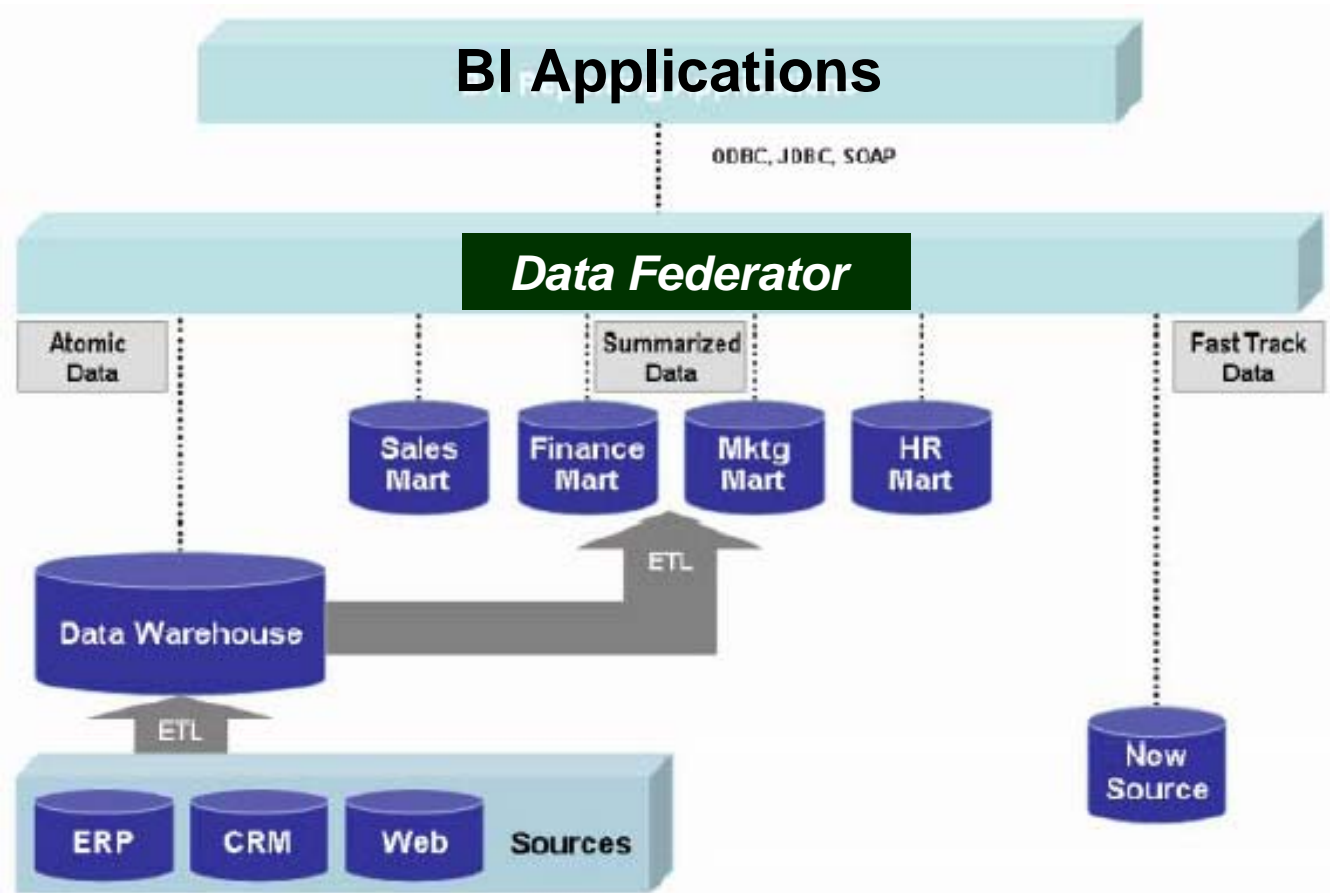 BI Applications
ODBC, JDBC, SOAP
Data Federator
Atomic
Data
Summarized
Data
Fast Track
Data
Sales
Mart
Finance
Mart
Mktg
Mart
HR
Mart
ETL
Data Warehouse
ETL
New
Source
ERP
CRM
Web
Sources